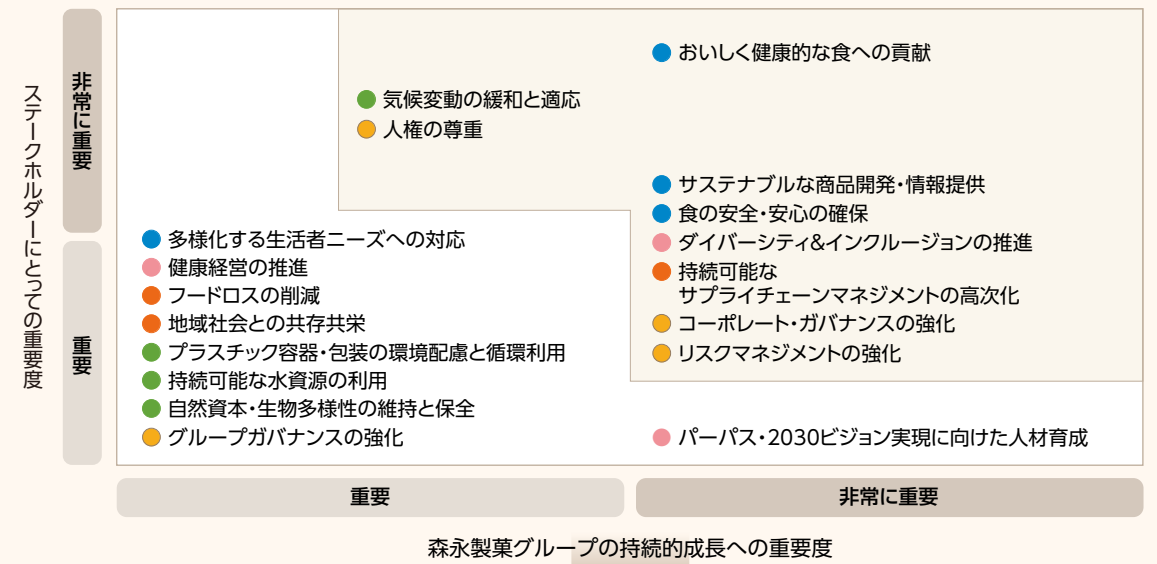 ステークホルダーにとっての重要度
非常に重要
重要
おいしく健康的な食への貢献
気候変動の緩和と適応
人権の尊重
サステナブルな商品開発・情報提供
食の安全・安心の確保
ダイバーシティ&インクルージョンの推進
持続可能な
サプライチェーンマネジメントの高次化
コーポレート・ガバナンスの強化
リスクマネジメントの強化
多様化する生活者ニーズへの対応
健康経営の推進
フードロスの削減
地域社会との共存共栄
プラスチック容器・包装の環境配慮と循環利用
持続可能な水資源の利用
自然資本・生物多様性の維持と保全
グループガバナンスの強化
パーパス・2030ビジョン実現に向けた人材育成
重要
非常に重要
森永製菓グループの持続的成長への重要度